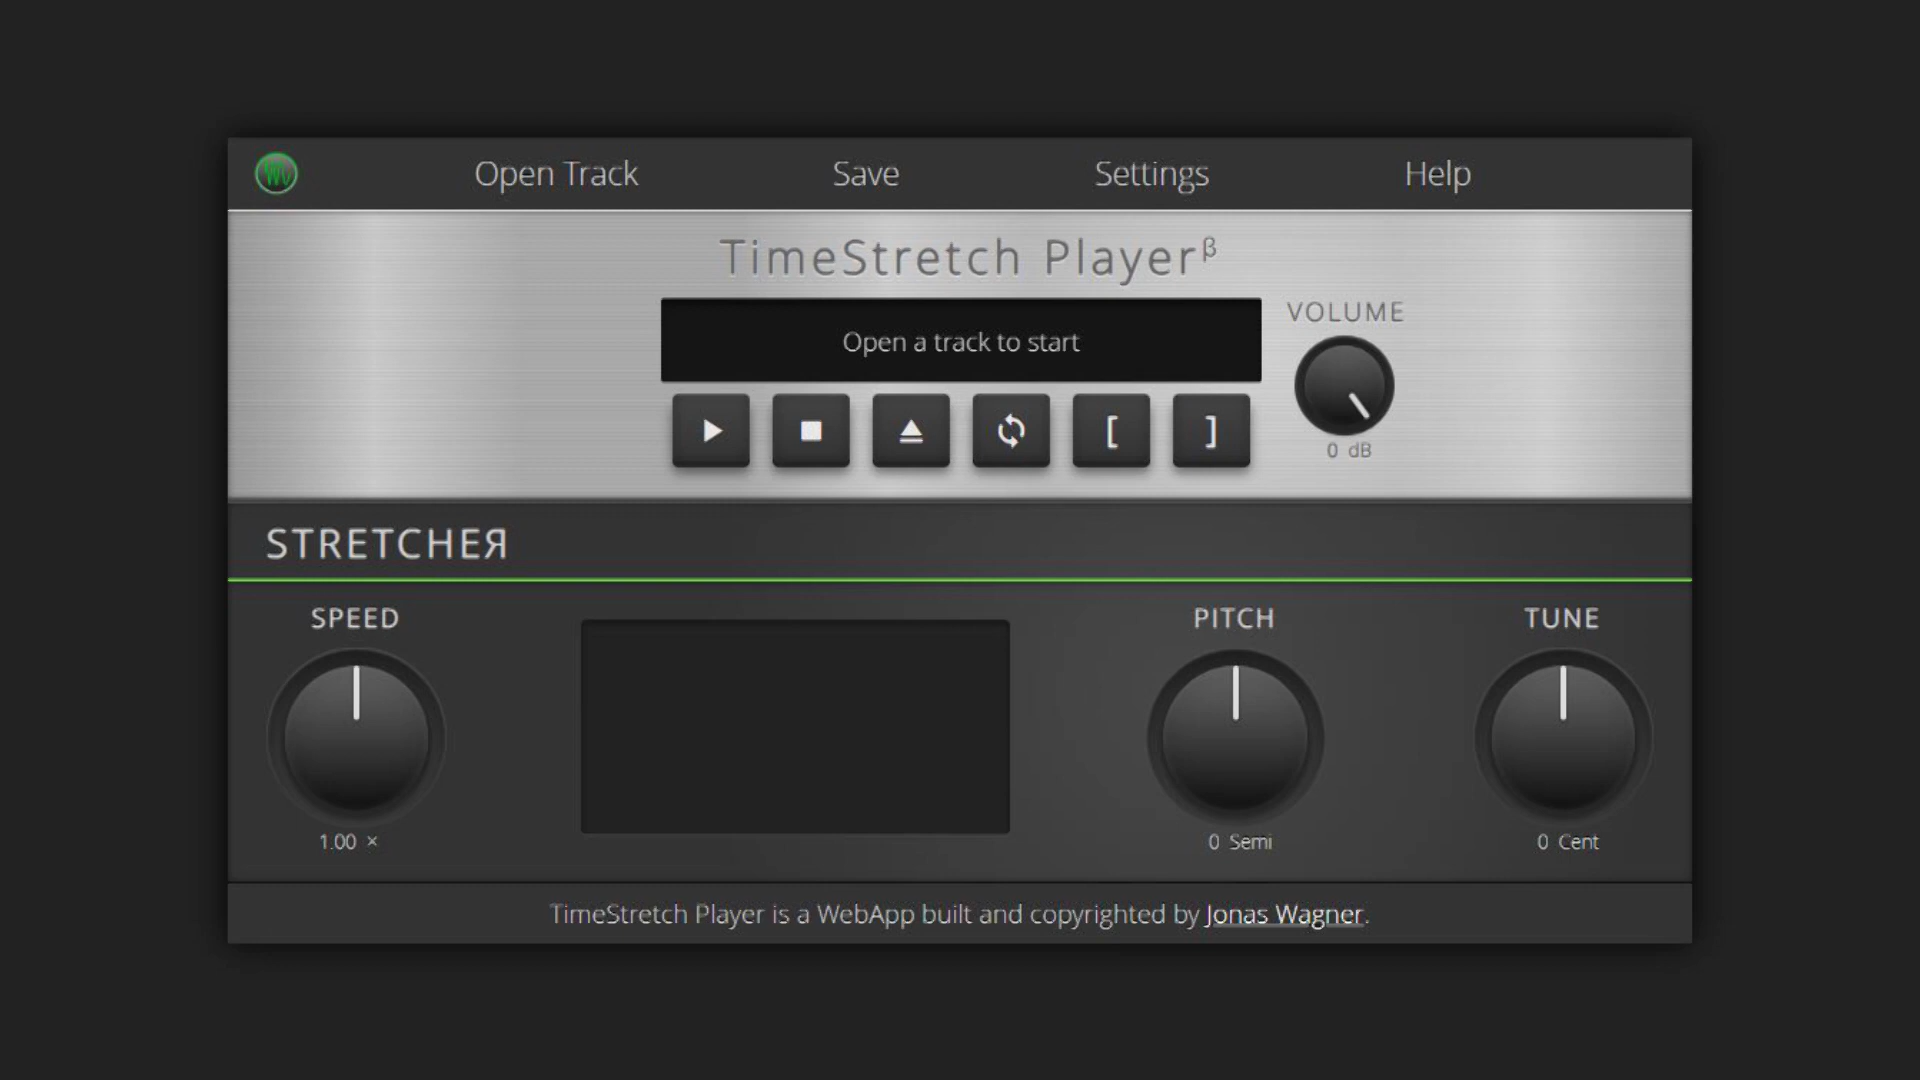 Open Track Save Settings Help
TimeStretch Playerᵝ
Open a track to start
VOLUME
[ ]
0 dB
STRETCHEЯ
SPEED PITCH TUNE
1.00 × 0 Semi 0 Cent
TimeStretch Player is a WebApp built and copyrighted by Jonas Wagner.